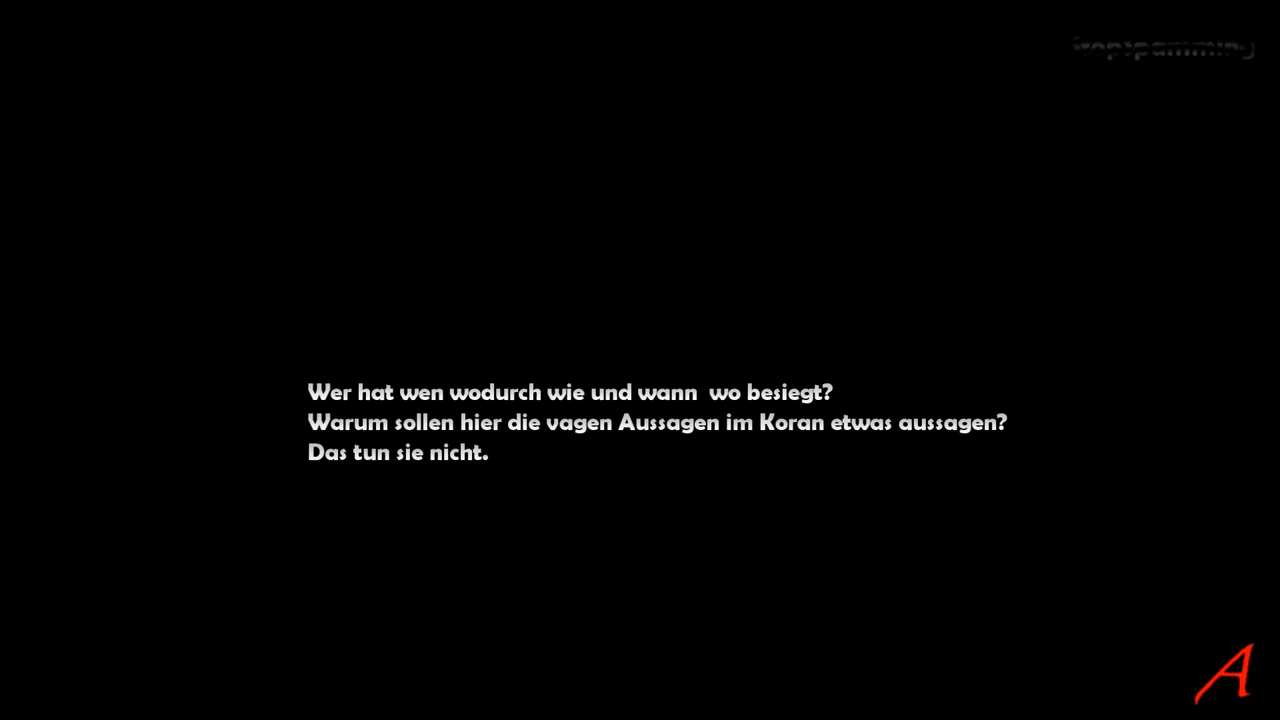 stopspamming
Wer hat wen wodurch wie und wann  wo besiegt?
Warum sollen hier die vagen Aussagen im Koran etwas aussagen?
Das tun sie nicht.
A